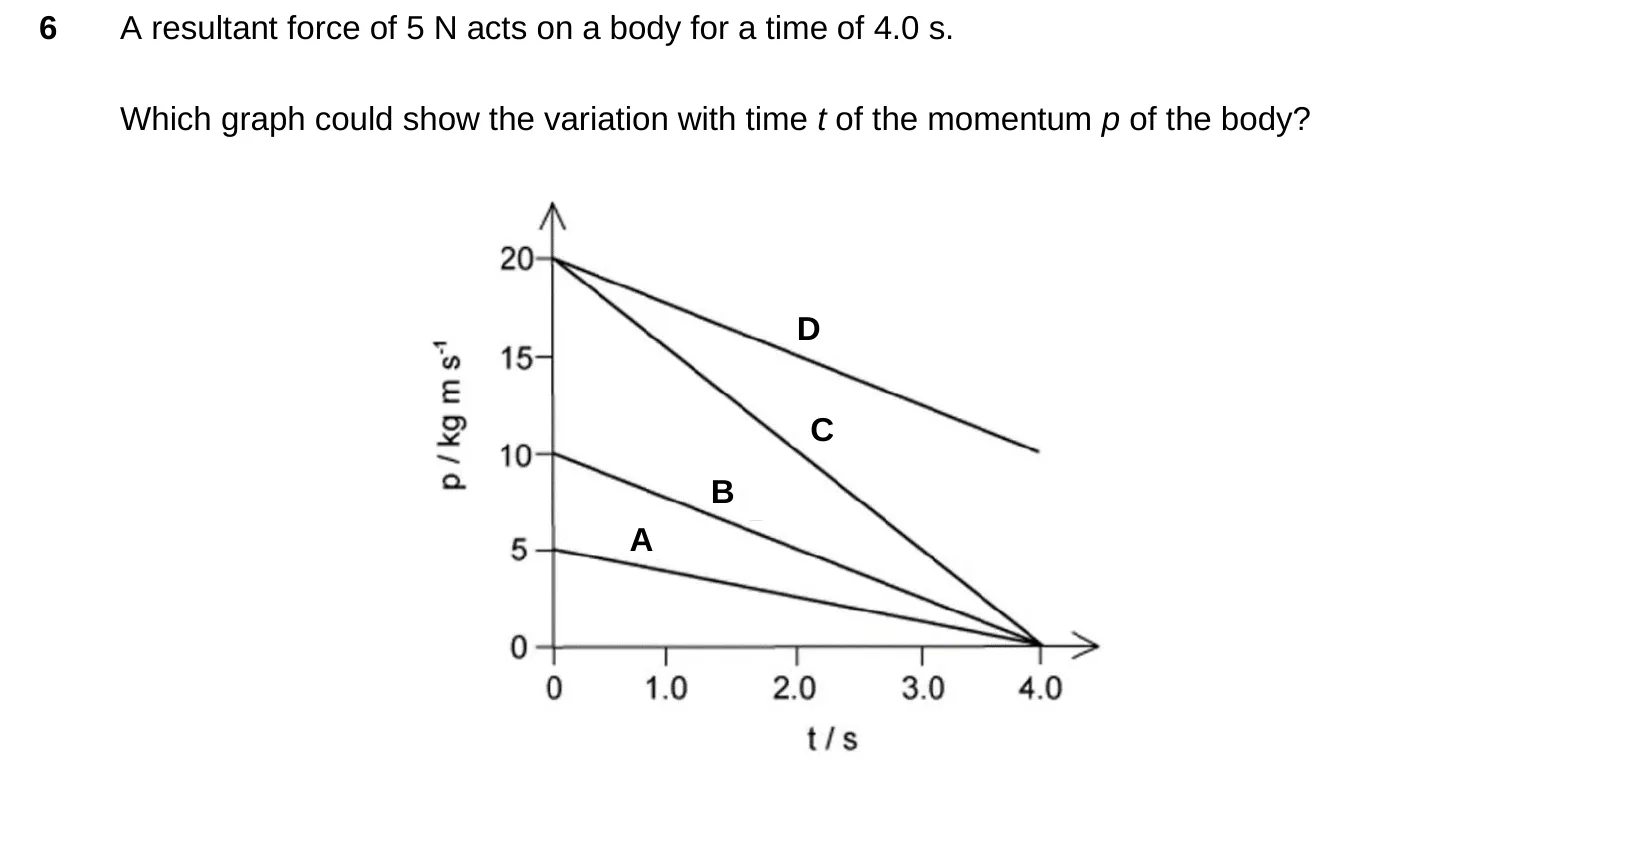 6 A resultant force of 5 N acts on a body for a time of 4.0 s.
Which graph could show the variation with time t of the momentum p of the body?
20
D
15
p / kg m s⁻¹
C
10
B
A
5
0
0 1.0 2.0 3.0 4.0
t / s